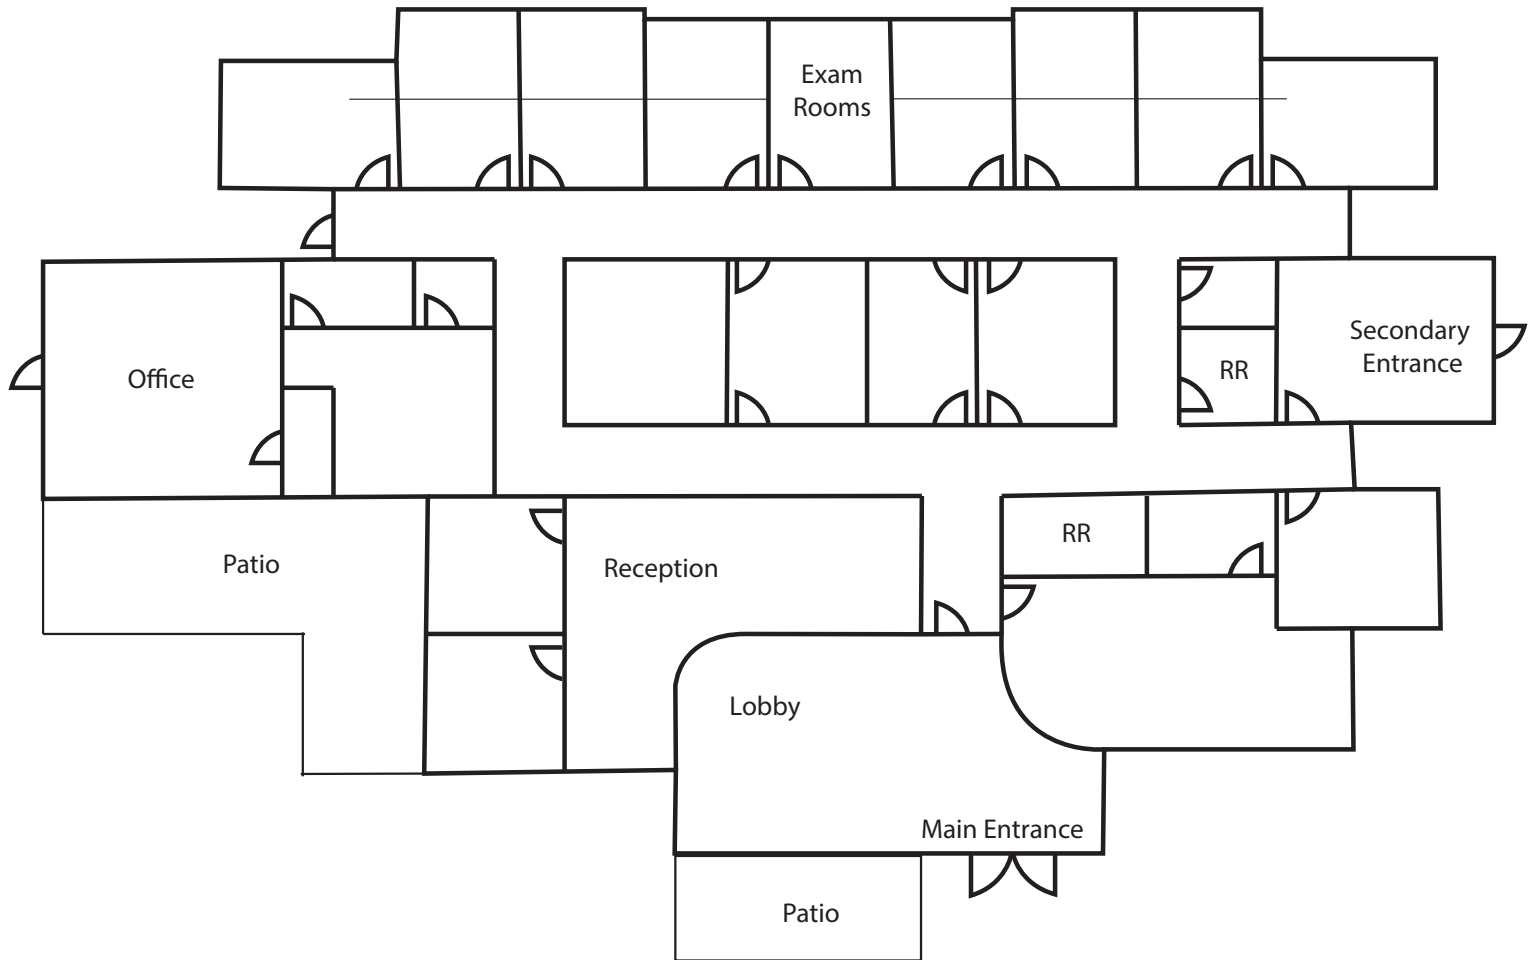 Exam
Rooms
Secondary
Entrance
Office
RR
RR
Patio
Reception
Lobby
Main Entrance
Patio